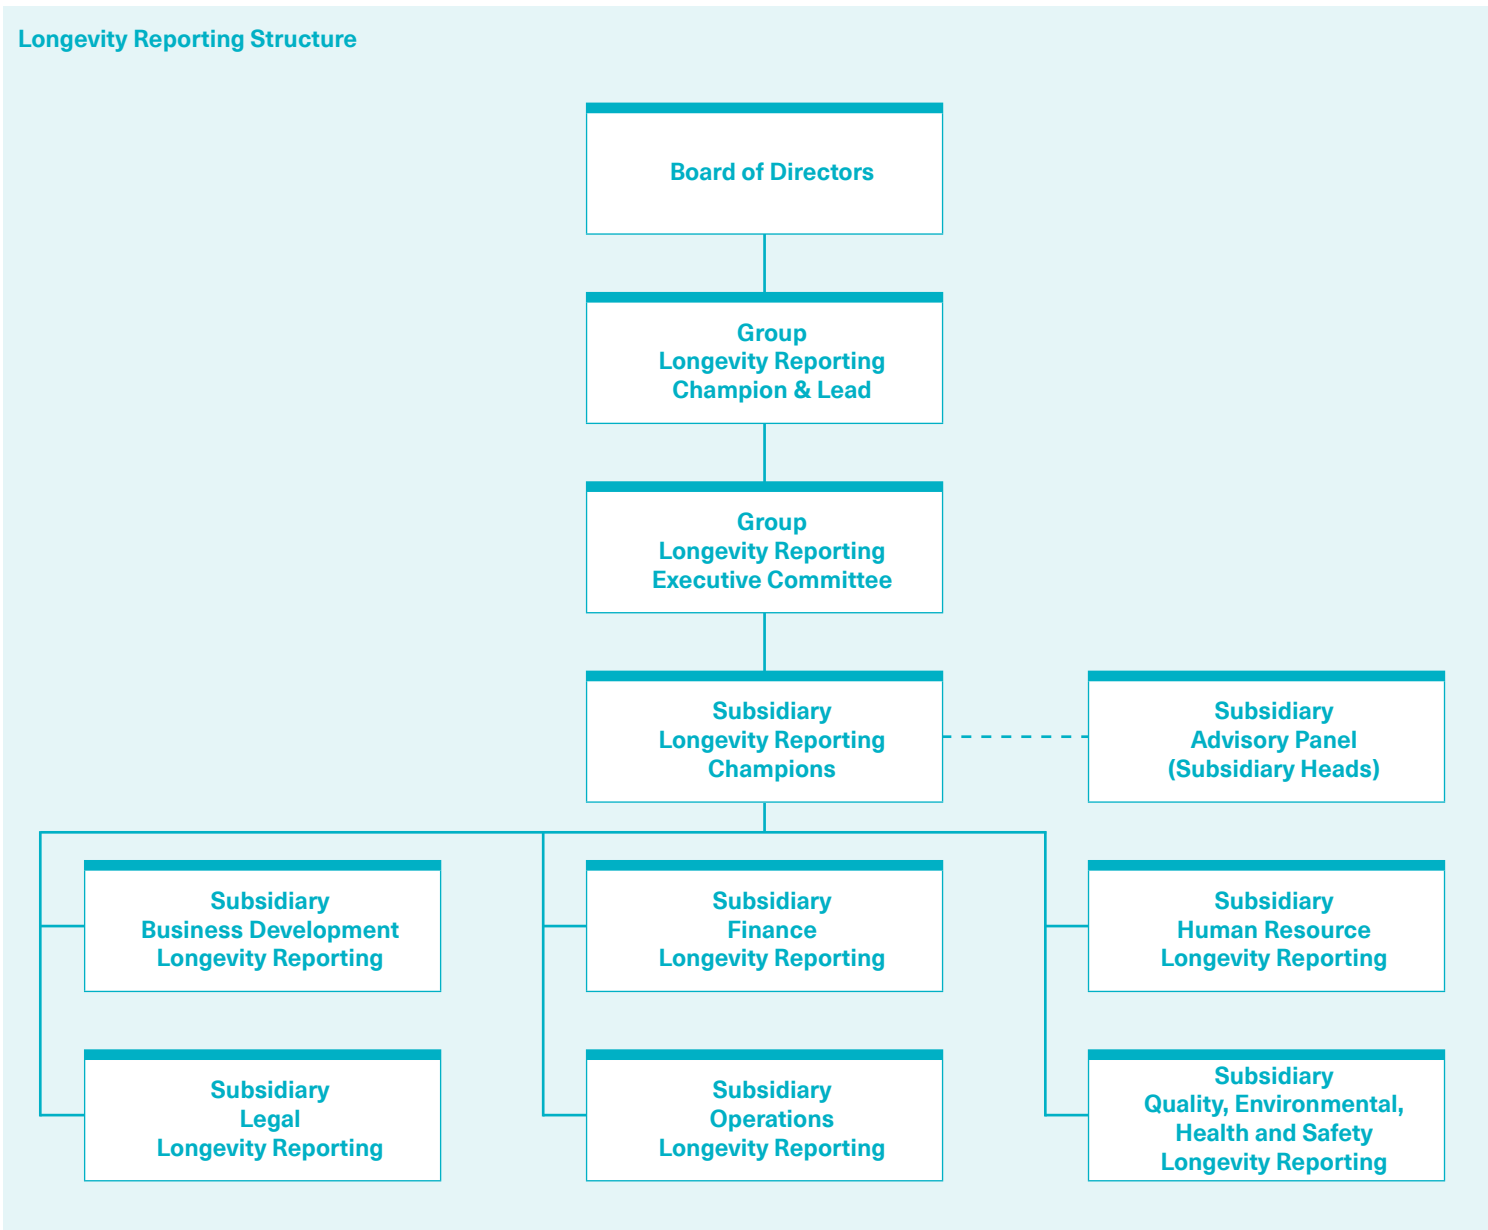 Longevity Reporting Structure
Board of Directors
Group
Longevity Reporting
Champion & Lead
Group
Longevity Reporting
Executive Committee
Subsidiary
Longevity Reporting
Champions
Subsidiary
Advisory Panel
(Subsidiary Heads)
Subsidiary
Business Development
Longevity Reporting
Subsidiary
Finance
Longevity Reporting
Subsidiary
Human Resource
Longevity Reporting
Subsidiary
Legal
Longevity Reporting
Subsidiary
Operations
Longevity Reporting
Subsidiary
Quality, Environmental,
Health and Safety
Longevity Reporting